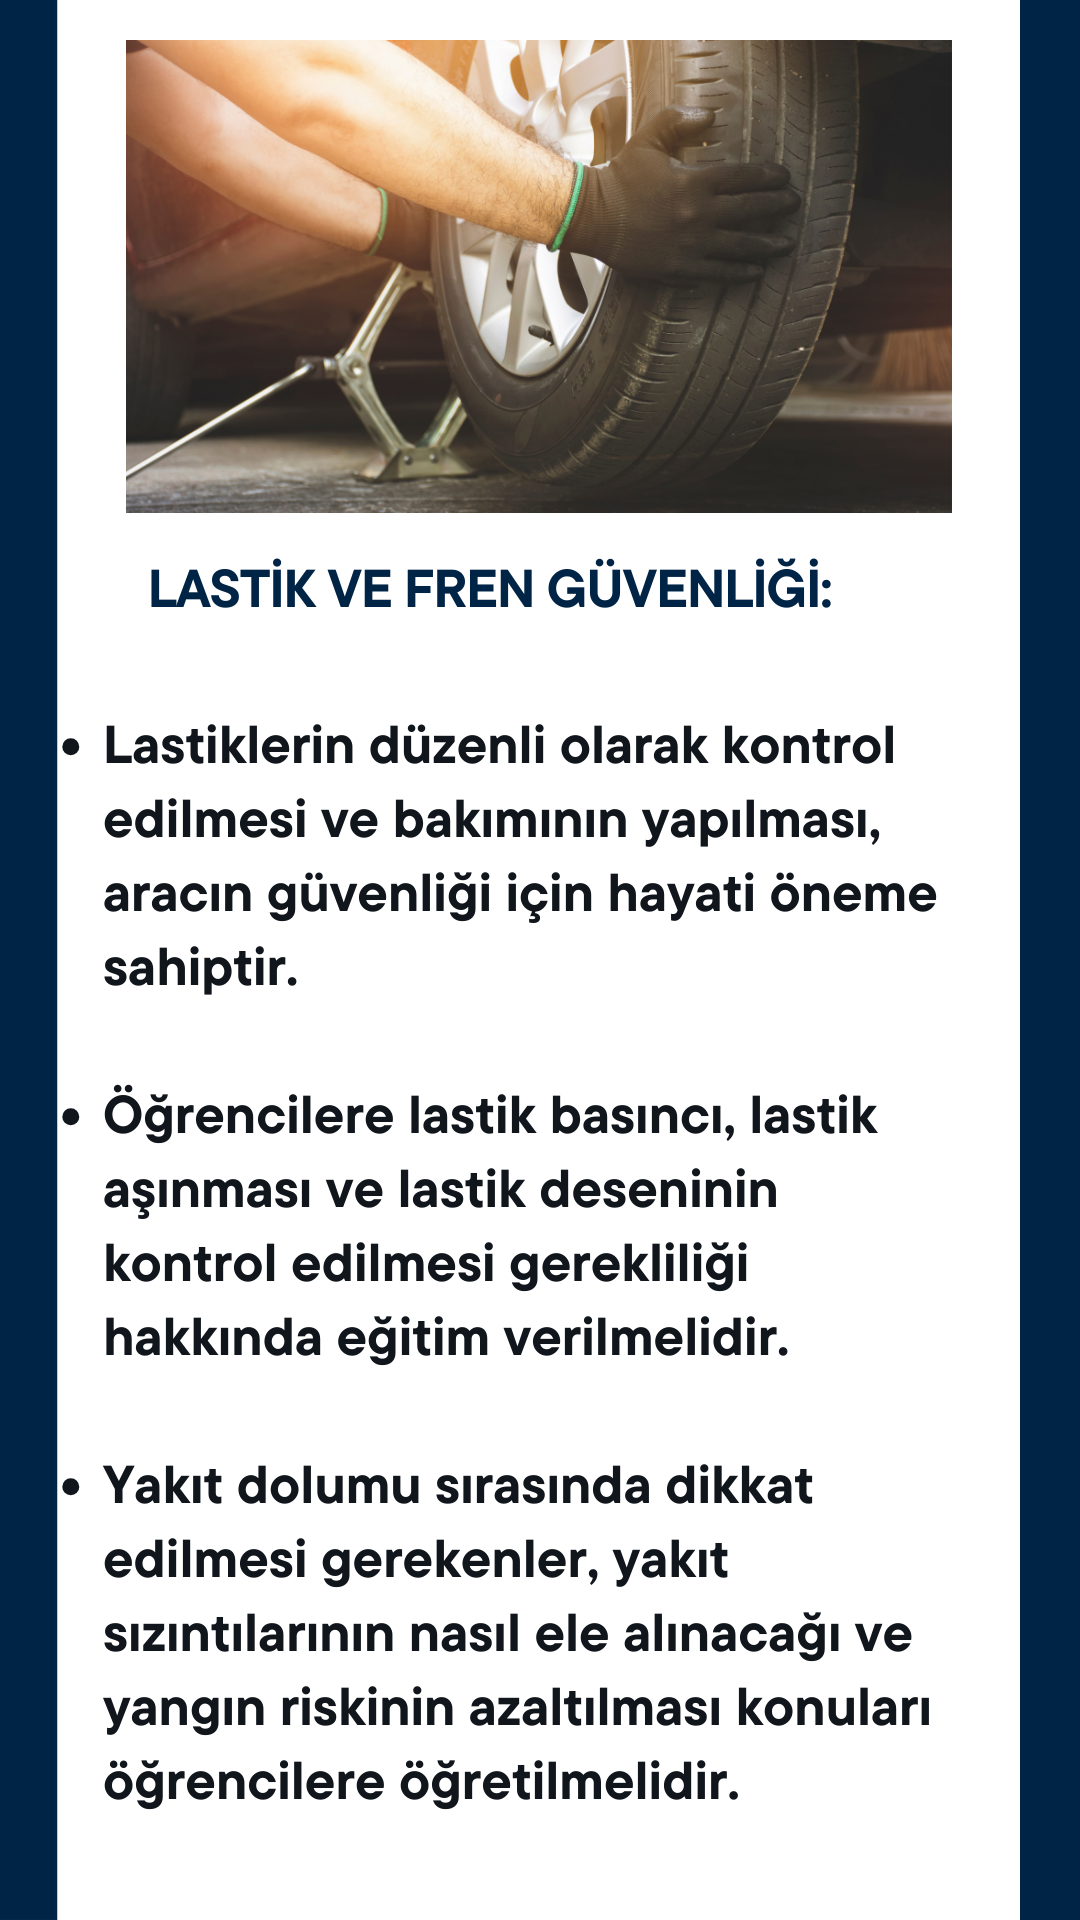 LASTİK VE FREN GÜVENLİĞİ:
• Lastiklerin düzenli olarak kontrol
edilmesi ve bakımının yapılması,
aracın güvenliği için hayati öneme
sahiptir.
• Öğrencilere lastik basıncı, lastik
aşınması ve lastik deseninin
kontrol edilmesi gerekliliği
hakkında eğitim verilmelidir.
• Yakıt dolumu sırasında dikkat
edilmesi gerekenler, yakıt
sızıntılarının nasıl ele alınacağı ve
yangın riskinin azaltılması konuları
öğrencilere öğretilmelidir.